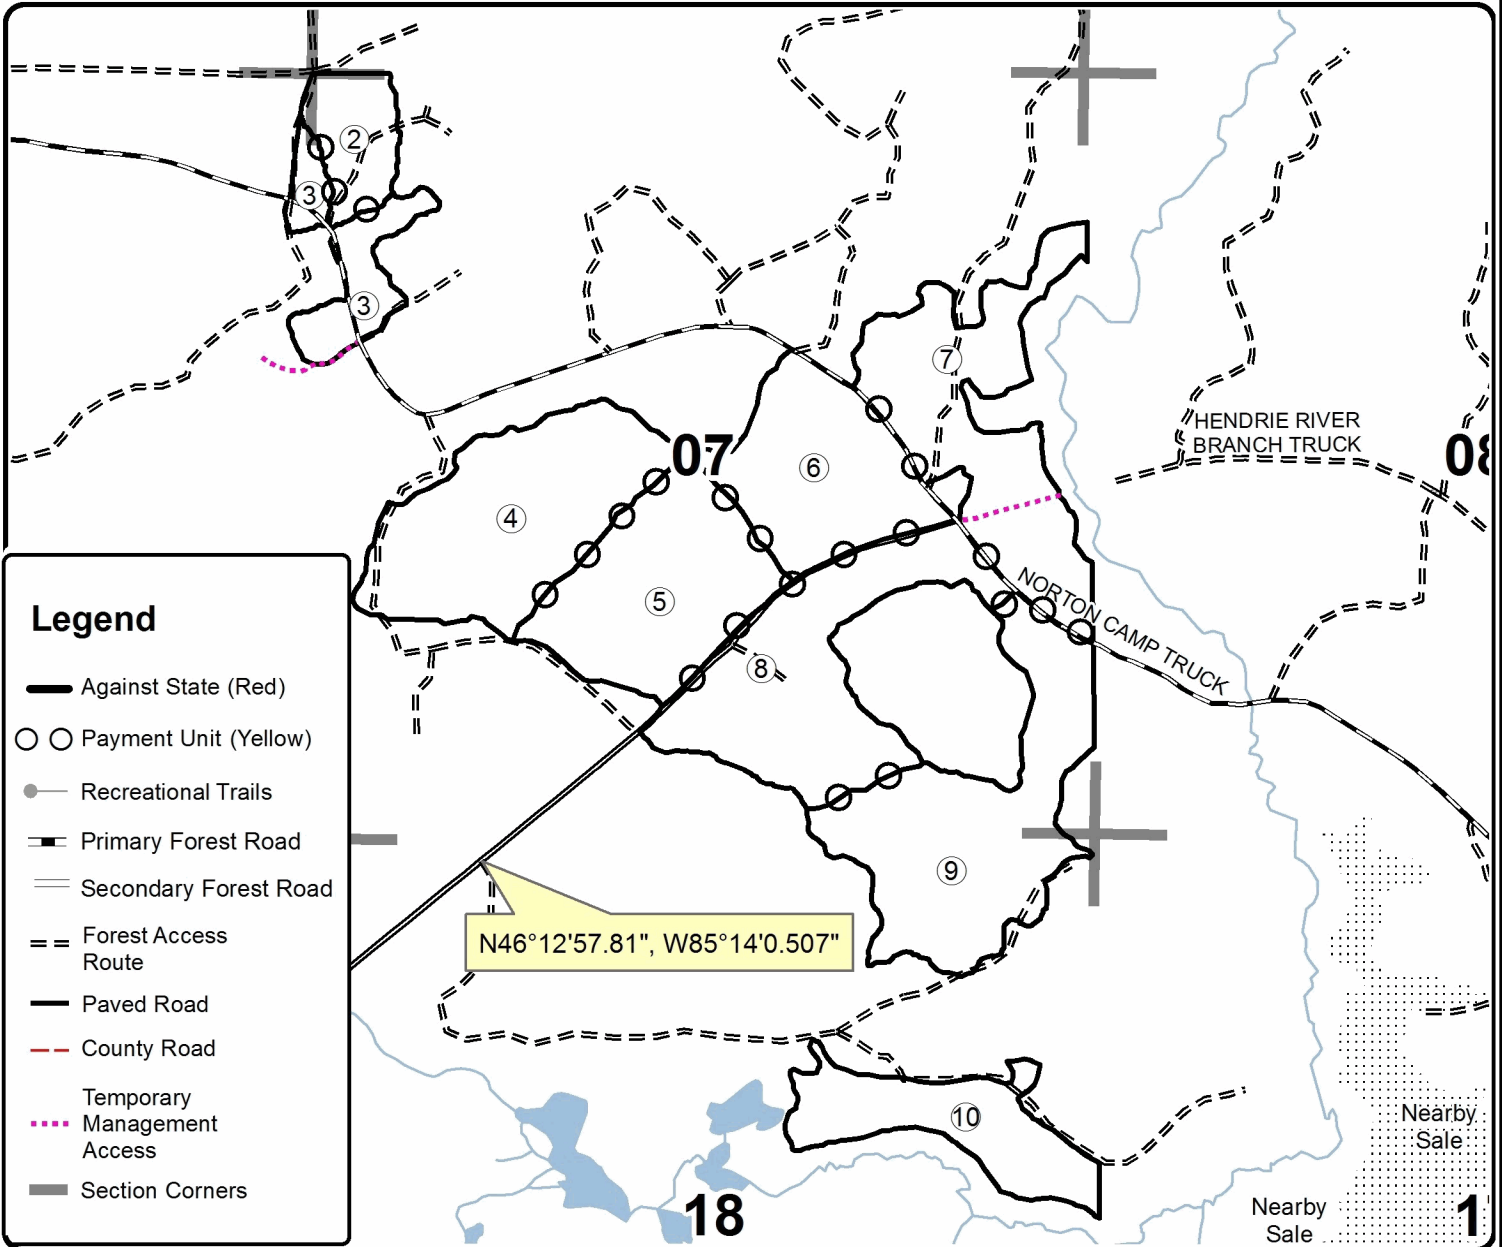 2
3
3
7
HENDRIE RIVER
BRANCH TRUCK
07
08
6
4
5
NORTON CAMP TRUCK
8
9
N46°12'57.81", W85°14'0.507"
10
Nearby
Sale
Nearby
Sale
18
1
Legend
Against State (Red)
Payment Unit (Yellow)
Recreational Trails
Primary Forest Road
Secondary Forest Road
Forest Access
Route
Paved Road
County Road
Temporary
Management
Access
Section Corners